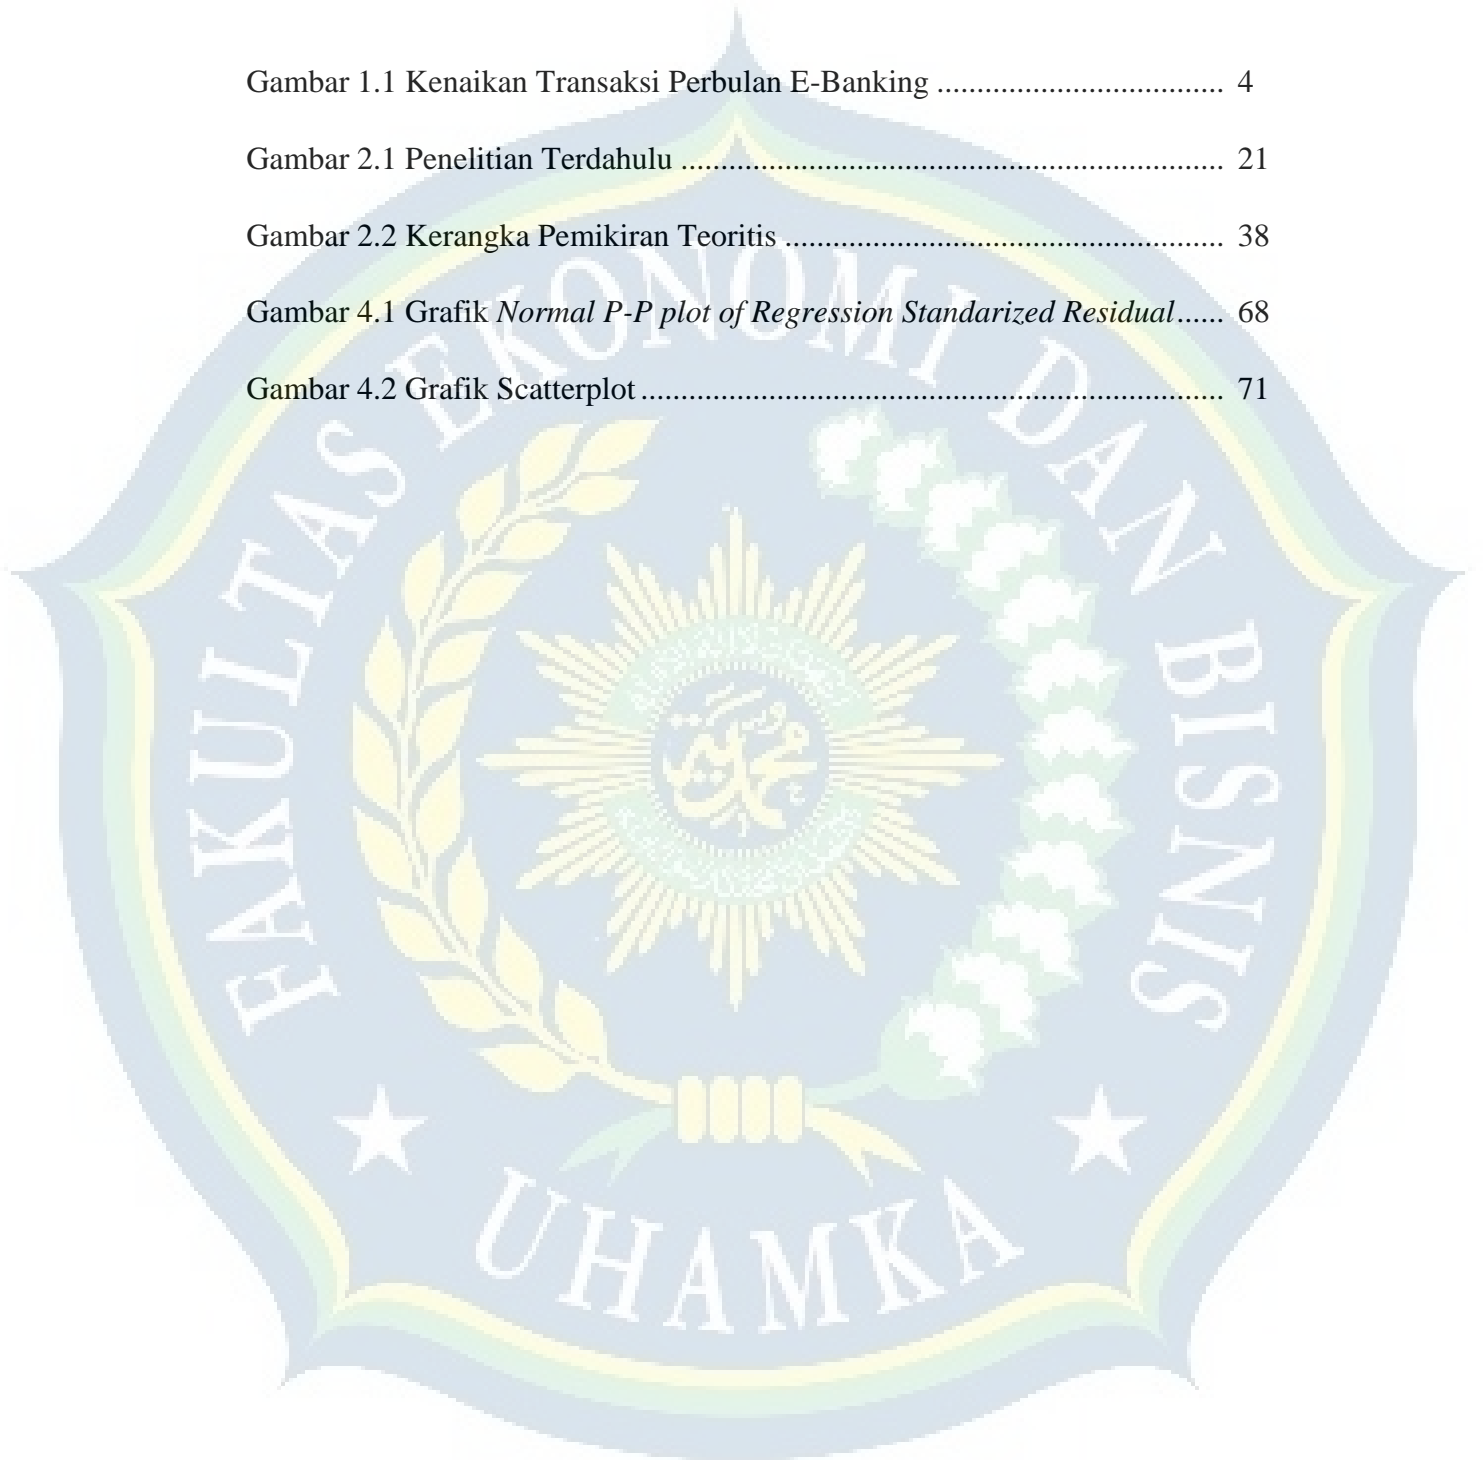 Gambar 1.1 Kenaikan Transaksi Perbulan E-Banking .................................... 4
Gambar 2.1 Penelitian Terdahulu .................................................................... 21
Gambar 2.2 Kerangka Pemikiran Teoritis ....................................................... 38
Gambar 4.1 Grafik Normal P-P plot of Regression Standarized Residual...... 68
Gambar 4.2 Grafik Scatterplot......................................................................... 71
FAKULTAS EKONOMI DAN BISNIS
UHAMKA